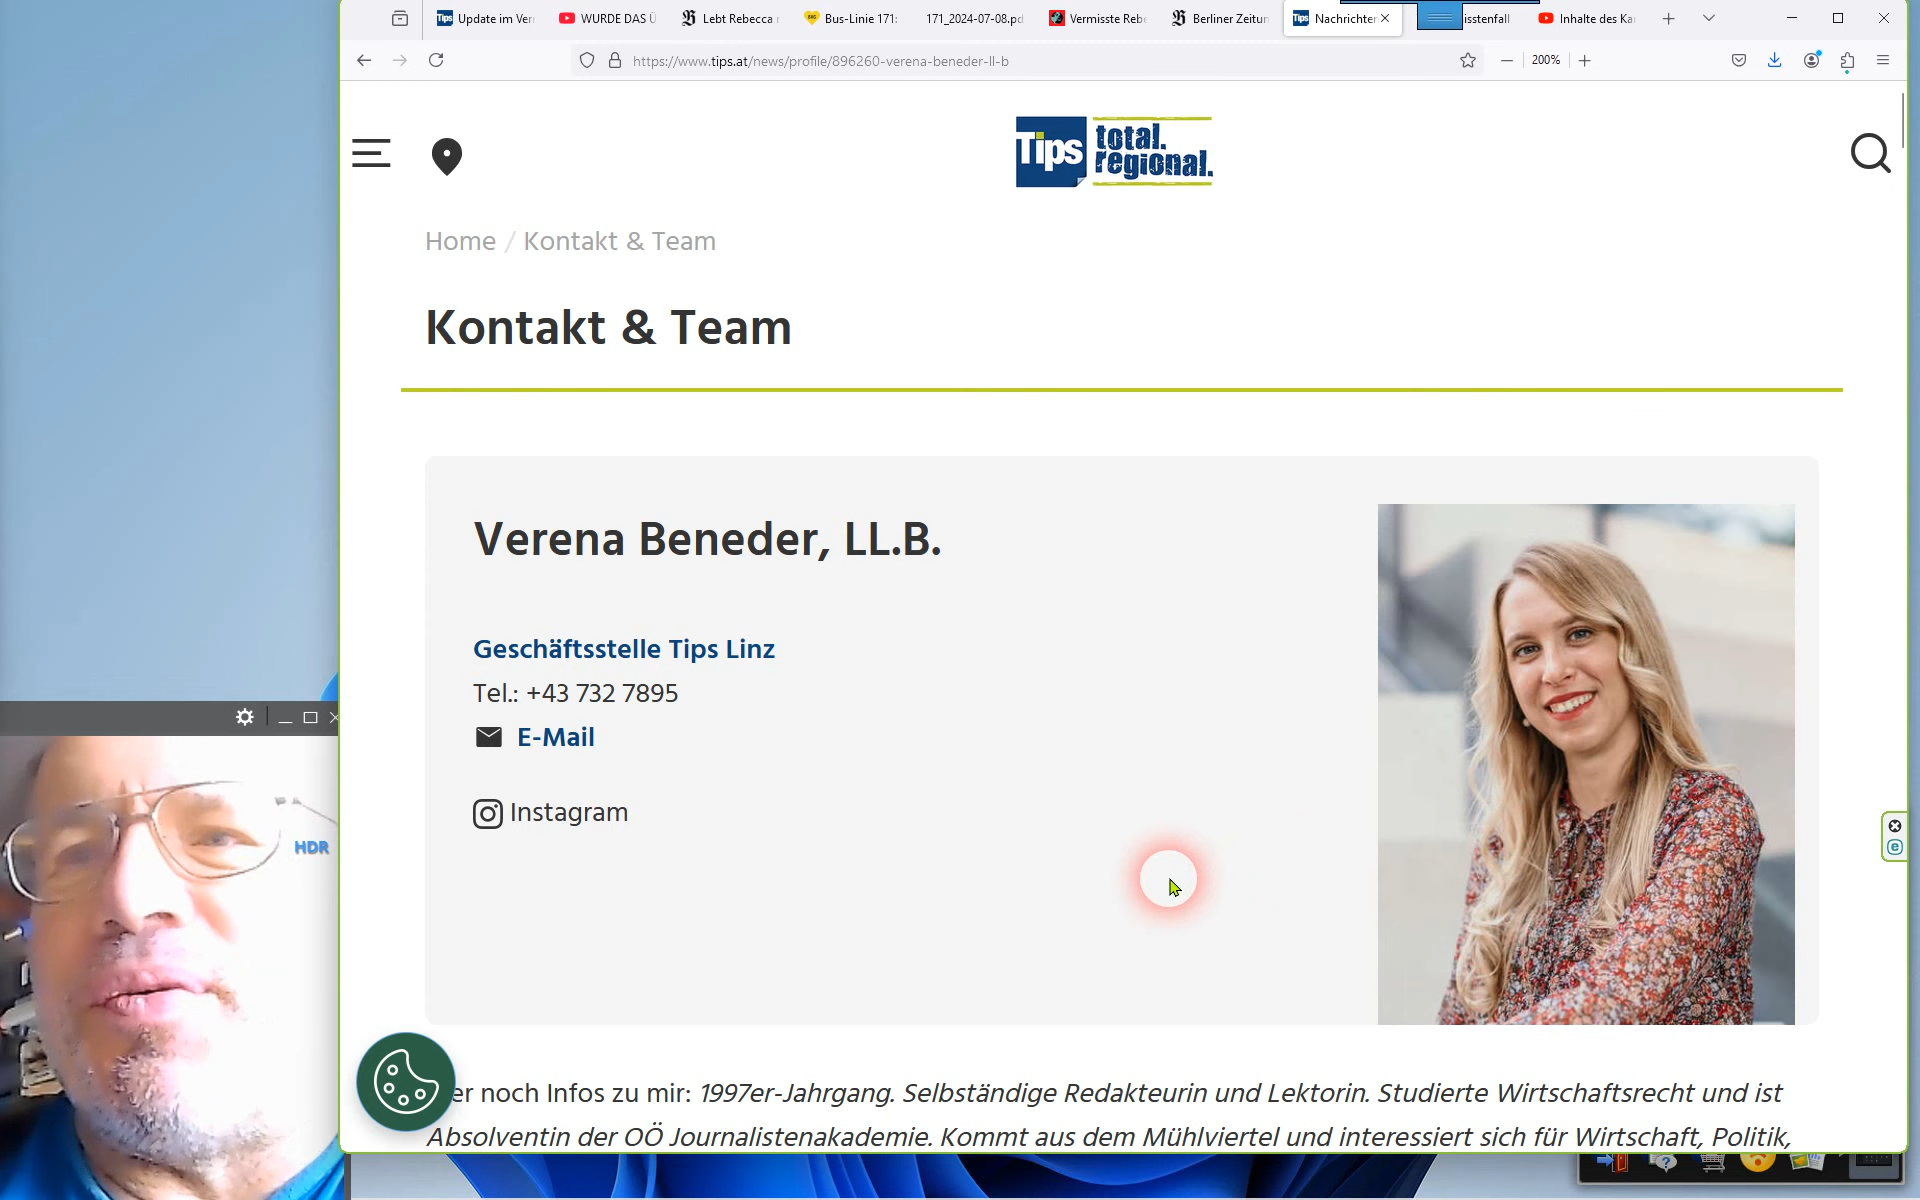 Update im Ver
WURDE DAS Ü
Lebt Rebecca
Bus-Linie 171:
171_2024-07-08.pd
Vermisste Reb
Berliner Zeitun
Nachrichten
isstenfall
Inhalte des Ka
https://www.tips.at/news/profile/896260-verena-beneder-ll-b
200%
Tips total.
regional.
Home / Kontakt & Team
Kontakt & Team
Verena Beneder, LL.B.
Geschäftsstelle Tips Linz
Tel.: +43 732 7895
E-Mail
Instagram
HDR
er noch Infos zu mir: 1997er-Jahrgang. Selbständige Redakteurin und Lektorin. Studierte Wirtschaftsrecht und ist
Absolventin der OÖ Journalistenakademie. Kommt aus dem Mühlviertel und interessiert sich für Wirtschaft, Politik,